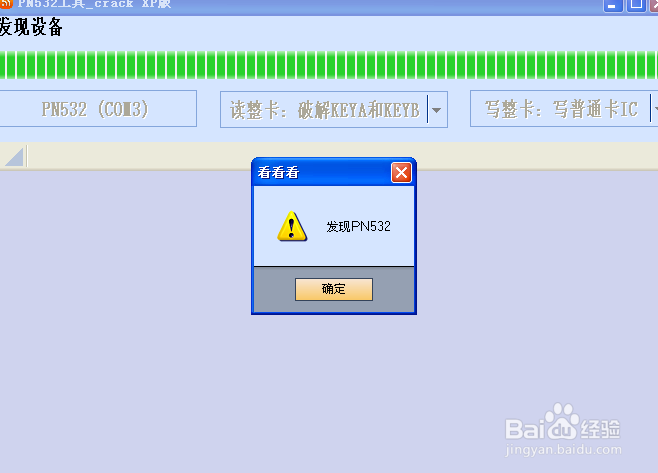 PN532工具_crack XP版
发现设备
PN532 (COM3)
读整卡：破解KEYA和KEYB
写整卡：写普通卡IC
看看看
发现PN532
确定
Baidu经验
jingyan.baidu.com